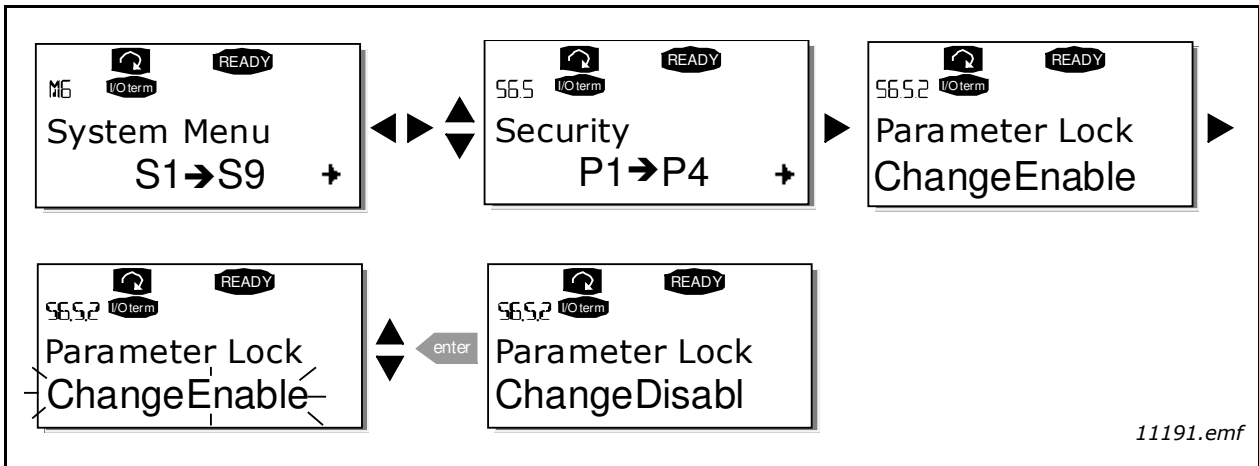 READY
M6 I/O term
System Menu
S1➔S9
READY
S6.5 I/O term
Security
P1➔P4
READY
S6.5.2 I/O term
Parameter Lock
ChangeEnable
READY
S6.5.2 I/O term
Parameter Lock
ChangeEnable
enter
READY
S6.5.2 I/O term
Parameter Lock
ChangeDisabl
11191.emf